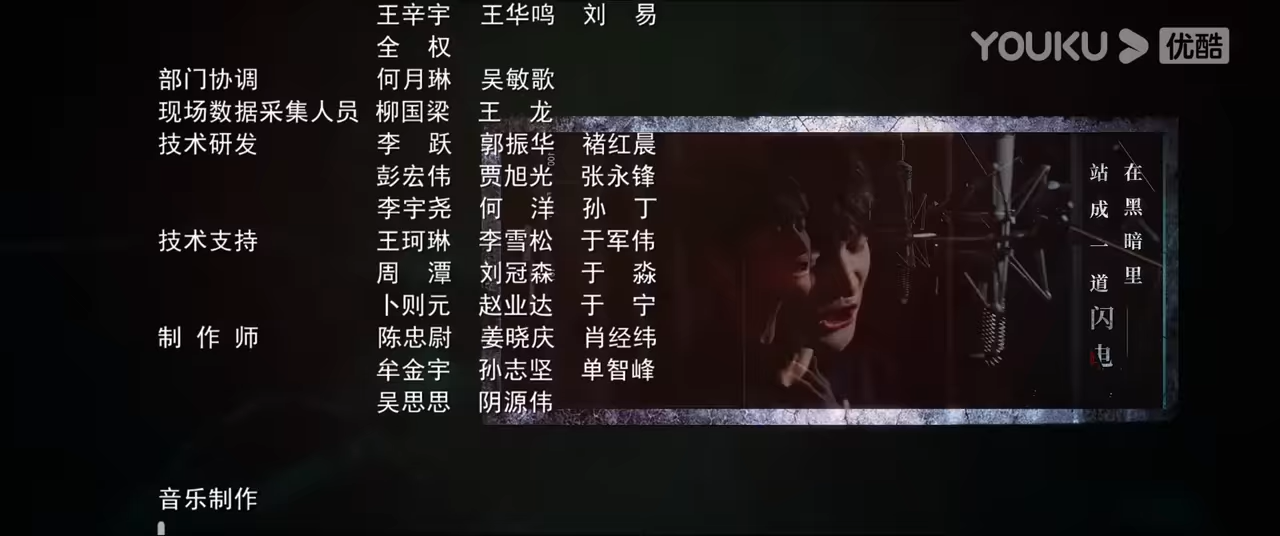 王辛宇 王华鸣 刘 易
全 权
部门协调 何月琳 吴敏歌
现场数据采集人员 柳国梁 王 龙
技术研发 李 跃 郭振华 褚红晨
彭宏伟 贾旭光 张永锋
李宇尧 何 洋 孙 丁
技术支持 王珂琳 李雪松 于军伟
周 潭 刘冠森 于 淼
卜则元 赵业达 于 宁
制 作 师 陈忠尉 姜晓庆 肖经纬
牟金宇 孙志坚 单智峰
吴思思 阴源伟
音乐制作
YOUKU 优酷
在黑暗里
站成一道闪电